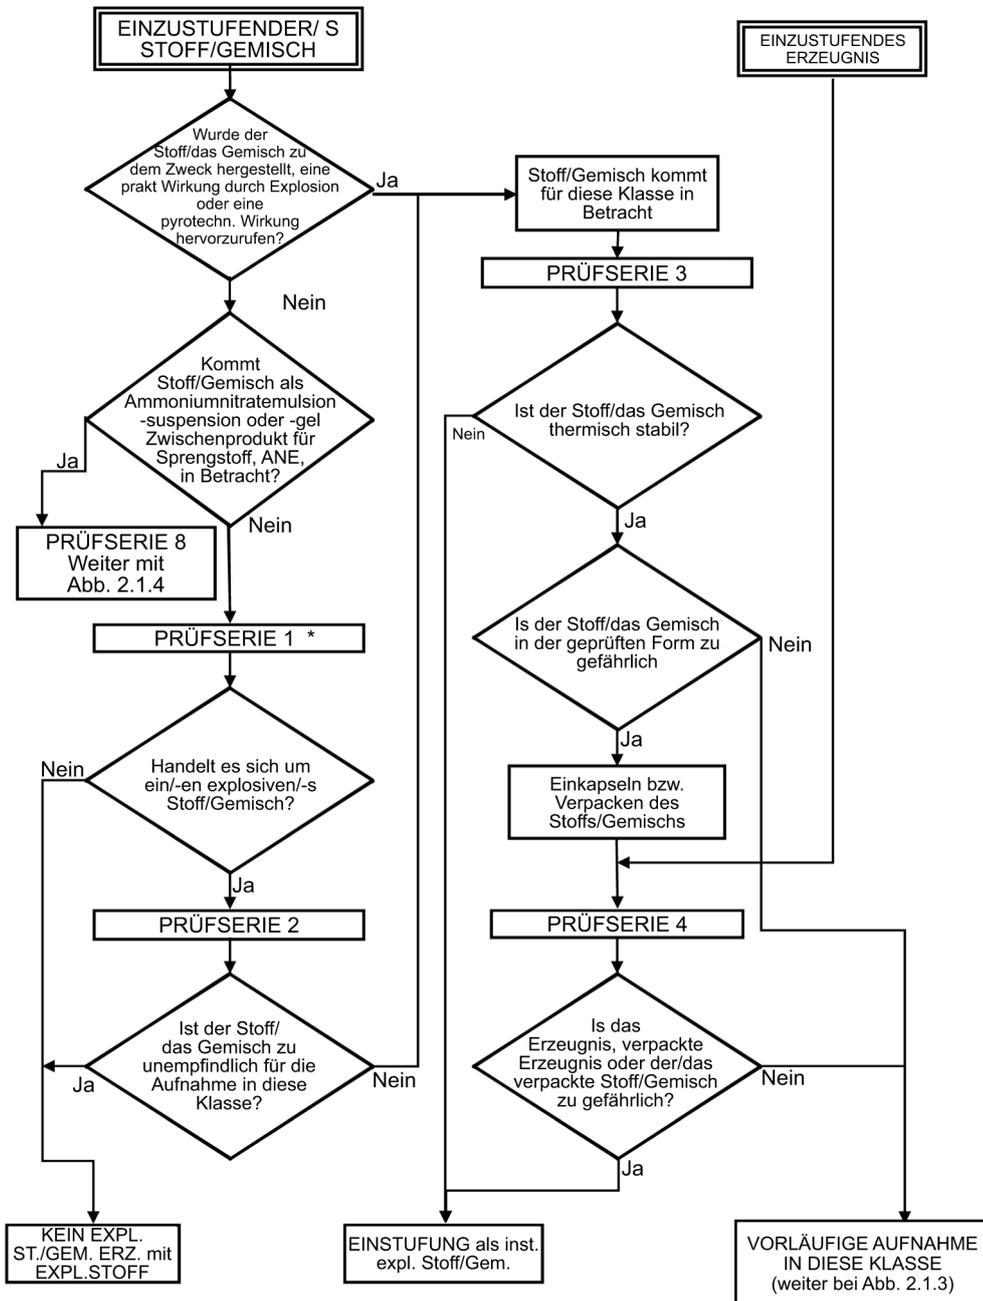 EINZUSTUFENDER/ S
STOFF/GEMISCH
EINZUSTUFENDES
ERZEUGNIS
Wurde der
Stoff/das Gemisch zu
dem Zweck hergestellt, eine
prakt Wirkung durch Explosion
oder eine
pyrotechn. Wirkung
hervorzurufen?
Ja
Nein
Stoff/Gemisch kommt
für diese Klasse in
Betracht
PRÜFSERIE 3
Kommt
Stoff/Gemisch als
Ammoniumnitratemulsion
-suspension oder -gel
Zwischenprodukt für
Sprengstoff, ANE,
in Betracht?
Ja
Nein
Ist der Stoff/das Gemisch
thermisch stabil?
Nein
Ja
PRÜFSERIE 8
Weiter mit
Abb. 2.1.4
PRÜFSERIE 1 *
Is der Stoff/das Gemisch
in der geprüften Form zu
gefährlich
Nein
Ja
Handelt es sich um
ein/-en explosiven/-s
Stoff/Gemisch?
Nein
Ja
Einkapseln bzw.
Verpacken des
Stoffs/Gemischs
PRÜFSERIE 2
PRÜFSERIE 4
Ist der Stoff/
das Gemisch zu
unempfindlich für die
Aufnahme in diese
Klasse?
Ja
Nein
Is das
Erzeugnis, verpackte
Erzeugnis oder der/das
verpackte Stoff/Gemisch
zu gefährlich?
Nein
Ja
KEIN EXPL.
ST./GEM. ERZ. mit
EXPL.STOFF
EINSTUFUNG als inst.
expl. Stoff/Gem.
VORLÄUFIGE AUFNAHME
IN DIESE KLASSE
(weiter bei Abb. 2.1.3)